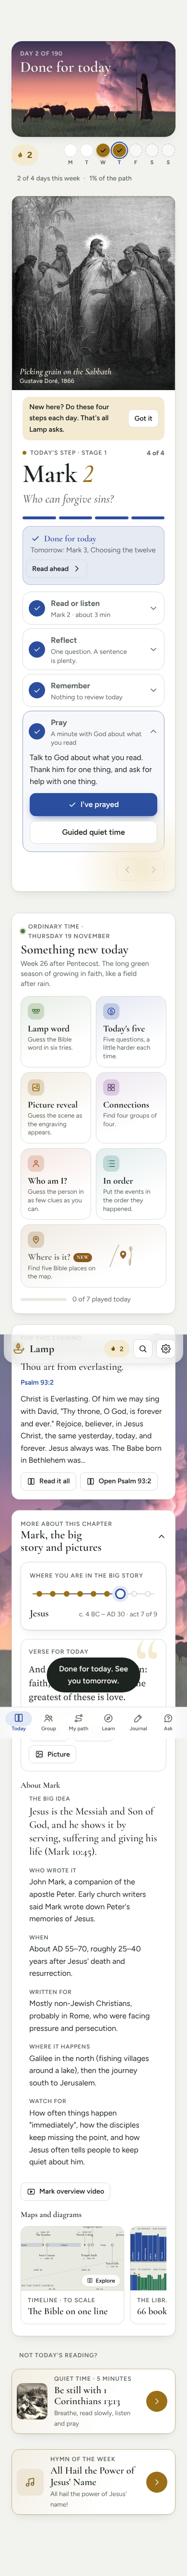 DAY 2 OF 190
Done for today
2
M T W T F S S
2 of 4 days this week · 1% of the path
Picking grain on the Sabbath
Gustave Doré, 1866
New here? Do these four
steps each day. That's all
Lamp asks.
Got it
TODAY'S STEP · STAGE 1
4 of 4
Mark 2
Who can forgive sins?
Done for today
Tomorrow: Mark 3, Choosing the twelve
Read ahead
Read or listen
Mark 2 · about 3 min
Reflect
One question. A sentence
is plenty.
Remember
Nothing to review today
Pray
A minute with God about what
you read
Talk to God about what you read.
Thank him for one thing, and ask for
help with one thing.
I've prayed
Guided quiet time
ORDINARY TIME ·
THURSDAY 19 NOVEMBER
Something new today
Week 26 after Pentecost. The long green
season of growing in faith, like a field
after rain.
Lamp word
Guess the Bible
word in six tries.
Today's five
Five questions, a
little harder each
time.
Picture reveal
Guess the scene as
the engraving
appears.
Connections
Find four groups of
four.
Who am I?
Guess the person in
as few clues as you
can.
In order
Put the events in
the order they
happened.
Where is it? NEW
Find five Bible places on
the map.
0 of 7 played today
Lamp
2
Thou art from everlasting.
Psalm 93:2
Christ is Everlasting. Of him we may sing
with David, "Thy throne, O God, is forever
and ever." Rejoice, believer, in Jesus
Christ, the same yesterday, today, and
forever. Jesus always was. The Babe born
in Bethlehem was...
Read it all
Open Psalm 93:2
MORE ABOUT THIS CHAPTER
Mark, the big
story and pictures
WHERE YOU ARE IN THE BIG STORY
Jesus
c. 4 BC – AD 30 · act 7 of 9
VERSE FOR TODAY
greatest of these is love.
Done for today. See
you tomorrow.
Today
Group
My path
Learn
Journal
Ask
Picture
About Mark
THE BIG IDEA
Jesus is the Messiah and Son of
God, and he shows it by
serving, suffering and giving his
life (Mark 10:45).
WHO WROTE IT
John Mark, a companion of the
apostle Peter. Early church writers
said Mark wrote down Peter's
memories of Jesus.
WHEN
About AD 55–70, roughly 25–40
years after Jesus' death and
resurrection.
WRITTEN FOR
Mostly non-Jewish Christians,
probably in Rome, who were facing
pressure and persecution.
WHERE IT HAPPENS
Galilee in the north (fishing villages
around a lake), then the journey
south to Jerusalem.
WATCH FOR
How often things happen
"immediately", how the disciples
keep missing the point, and how
Jesus often tells people to keep
quiet about him.
Mark overview video
Maps and diagrams
Explore
TIMELINE · TO SCALE
The Bible on one line
THE LIBR
66 book
NOT TODAY'S READING?
QUIET TIME · 5 MINUTES
Be still with 1
Corinthians 13:13
Breathe, read slowly, listen
and pray
HYMN OF THE WEEK
All Hail the Power of
Jesus' Name
All hail the power of Jesus'
name!